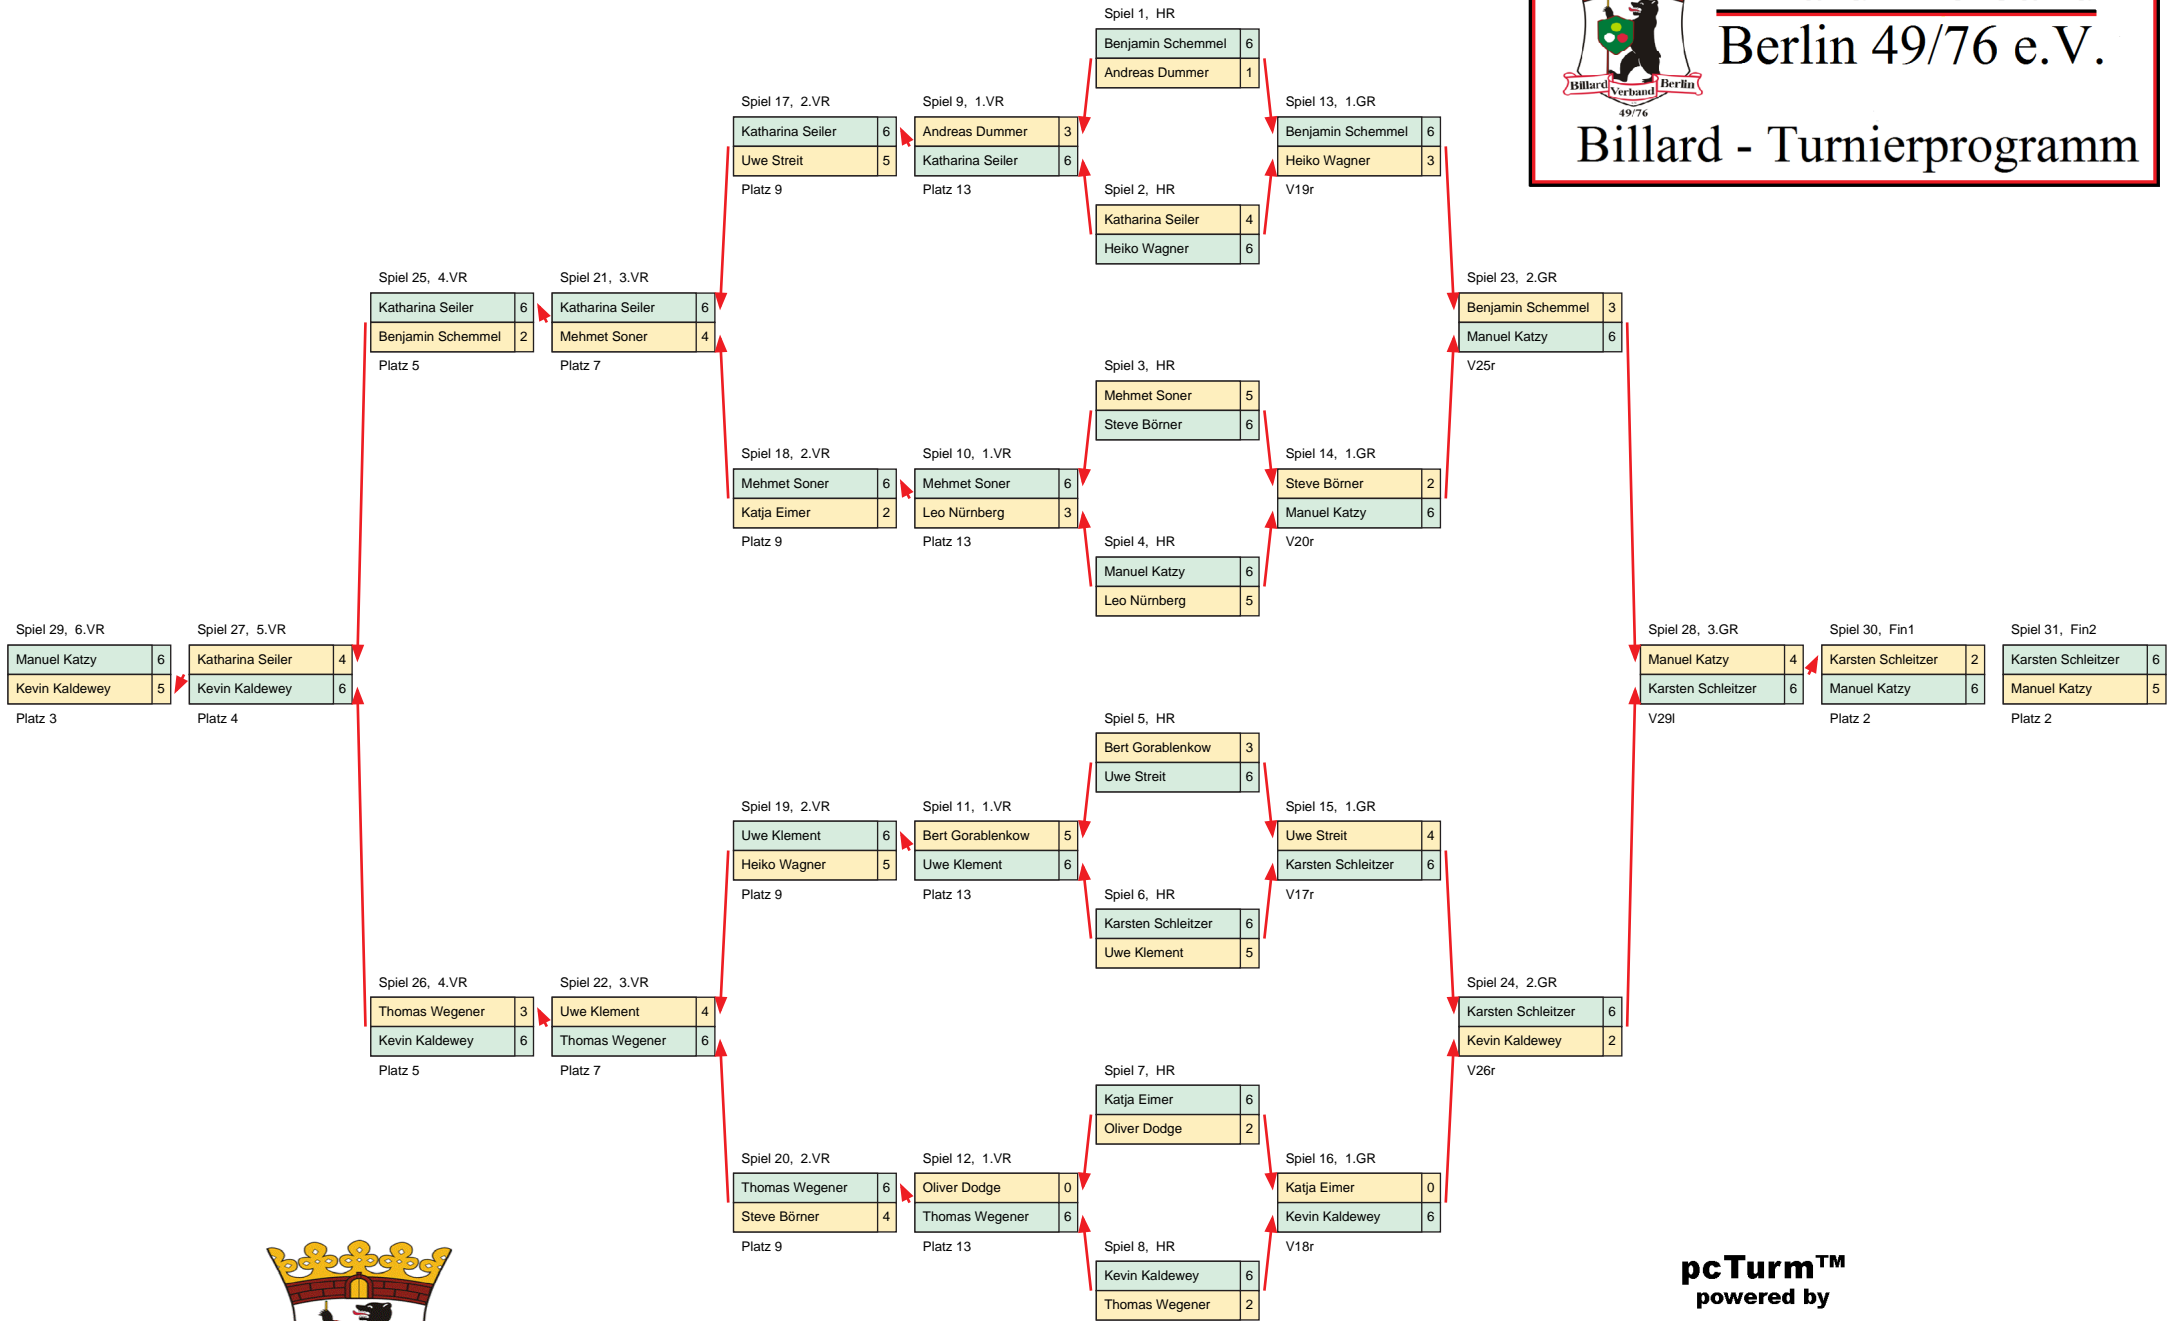 Spiel 1, HR
Benjamin Schemmel 6
Andreas Dummer 1
Berlin 49/76 e.V.
Billard Verband Berlin
49/76
Billard - Turnierprogramm
Spiel 17, 2.VR
Katharina Seiler 6
Uwe Streit 5
Platz 9
Spiel 9, 1.VR
Andreas Dummer 3
Katharina Seiler 6
Platz 13
Spiel 13, 1.GR
Benjamin Schemmel 6
Heiko Wagner 3
V19r
Spiel 2, HR
Katharina Seiler 4
Heiko Wagner 6
Spiel 25, 4.VR
Katharina Seiler 6
Benjamin Schemmel 2
Platz 5
Spiel 21, 3.VR
Katharina Seiler 6
Mehmet Soner 4
Platz 7
Spiel 23, 2.GR
Benjamin Schemmel 3
Manuel Katzy 6
V25r
Spiel 3, HR
Mehmet Soner 5
Steve Börner 6
Spiel 18, 2.VR
Mehmet Soner 6
Katja Eimer 2
Platz 9
Spiel 10, 1.VR
Mehmet Soner 6
Leo Nürnberg 3
Platz 13
Spiel 14, 1.GR
Steve Börner 2
Manuel Katzy 6
V20r
Spiel 4, HR
Manuel Katzy 6
Leo Nürnberg 5
Spiel 29, 6.VR
Manuel Katzy 6
Kevin Kaldewey 5
Platz 3
Spiel 27, 5.VR
Katharina Seiler 4
Kevin Kaldewey 6
Platz 4
Spiel 28, 3.GR
Manuel Katzy 4
Karsten Schleitzer 6
V29l
Spiel 30, Fin1
Karsten Schleitzer 2
Manuel Katzy 6
Platz 2
Spiel 31, Fin2
Karsten Schleitzer 6
Manuel Katzy 5
Platz 2
Spiel 5, HR
Bert Gorablenkow 3
Uwe Streit 6
Spiel 19, 2.VR
Uwe Klement 6
Heiko Wagner 5
Platz 9
Spiel 11, 1.VR
Bert Gorablenkow 5
Uwe Klement 6
Platz 13
Spiel 15, 1.GR
Uwe Streit 4
Karsten Schleitzer 6
V17r
Spiel 6, HR
Karsten Schleitzer 6
Uwe Klement 5
Spiel 26, 4.VR
Thomas Wegener 3
Kevin Kaldewey 6
Platz 5
Spiel 22, 3.VR
Uwe Klement 4
Thomas Wegener 6
Platz 7
Spiel 24, 2.GR
Karsten Schleitzer 6
Kevin Kaldewey 2
V26r
Spiel 7, HR
Katja Eimer 6
Oliver Dodge 2
Spiel 20, 2.VR
Thomas Wegener 6
Steve Börner 4
Platz 9
Spiel 12, 1.VR
Oliver Dodge 0
Thomas Wegener 6
Platz 13
Spiel 16, 1.GR
Katja Eimer 0
Kevin Kaldewey 6
V18r
Spiel 8, HR
Kevin Kaldewey 6
Thomas Wegener 2
pcTurm™
powered by